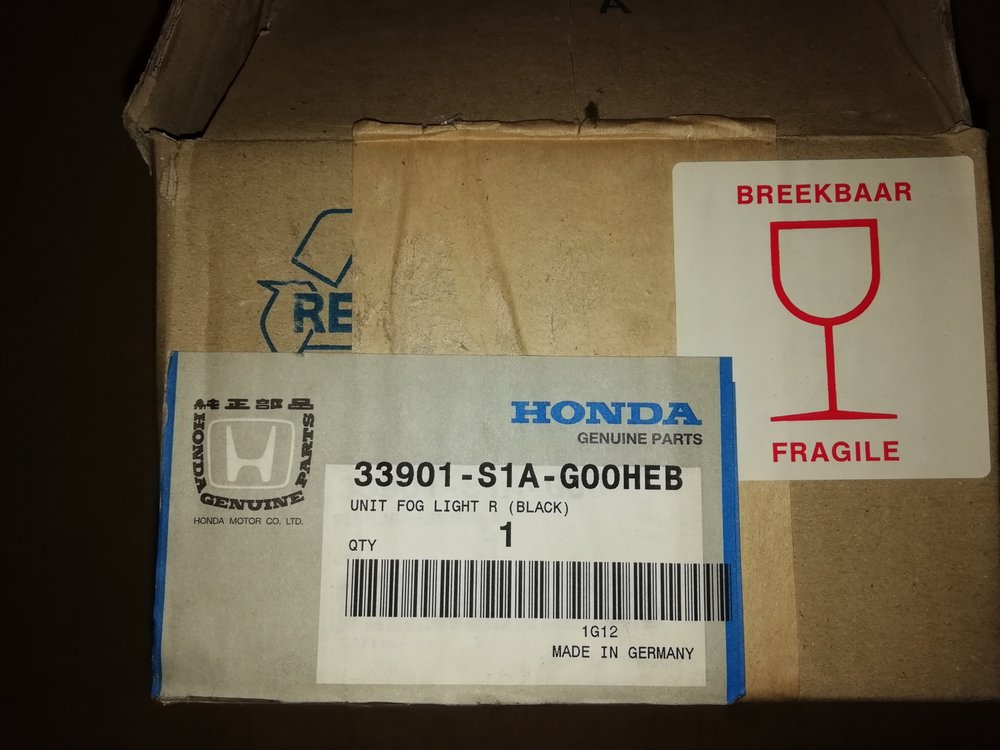 A
BREEKBAAR
FRAGILE
RE
純正部品
HONDA GENUINE PARTS
HONDA MOTOR CO. LTD.
HONDA
GENUINE PARTS
33901-S1A-G00HEB
UNIT FOG LIGHT R (BLACK)
QTY 1
1G12
MADE IN GERMANY